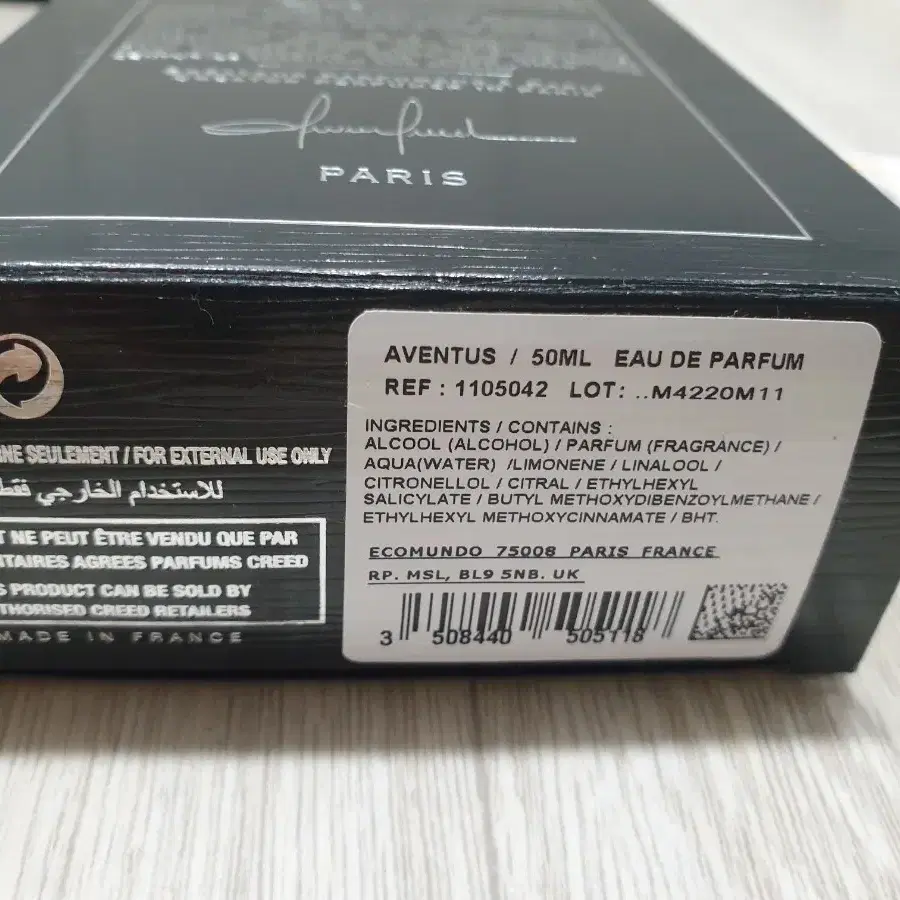 PARIS
AVENTUS / 50ML EAU DE PARFUM
REF : 1105042 LOT: ..M4220M11
INGREDIENTS / CONTAINS :
ALCOOL (ALCOHOL) / PARFUM (FRAGRANCE) /
AQUA(WATER) /LIMONENE / LINALOOL /
CITRONELLOL / CITRAL / ETHYLHEXYL
SALICYLATE / BUTYL METHOXYDIBENZOYLMETHANE /
ETHYLHEXYL METHOXYCINNAMATE / BHT.
ECOMUNDO 75008 PARIS FRANCE
RP. MSL, BL9 5NB. UK
3 508440 505118
SEULEMENT / FOR EXTERNAL USE ONLY
للاستخدام الخارجي فقط
NE PEUT ÊTRE VENDU QUE PAR
AGREES PARFUMS CREED
PRODUCT CAN BE SOLD BY
CREED RETAILERS
MADE IN FRANCE